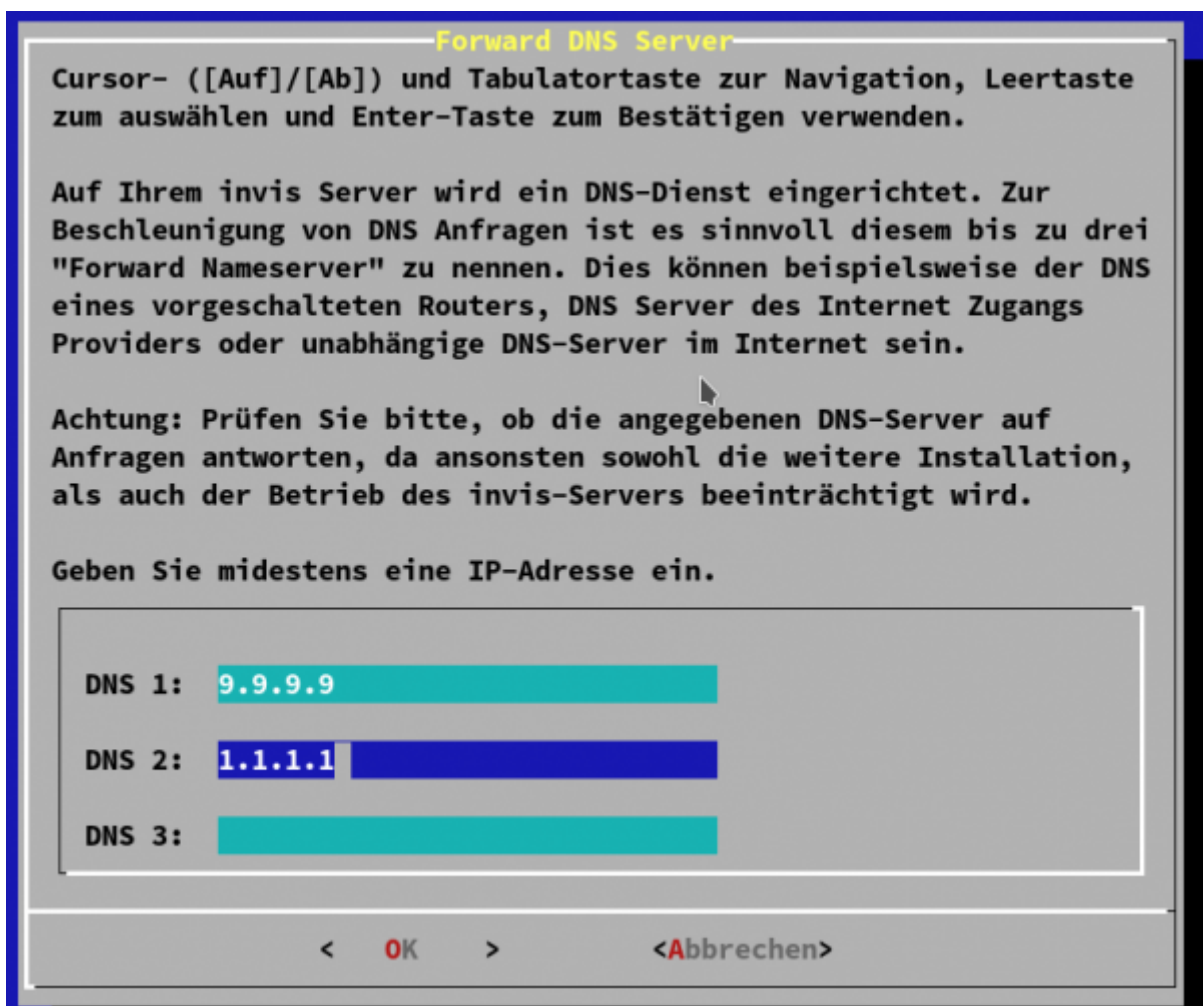 Forward DNS Server
Cursor- ([Auf]/[Ab]) und Tabulatortaste zur Navigation, Leertaste
zum auswählen und Enter-Taste zum Bestätigen verwenden.
Auf Ihrem invis Server wird ein DNS-Dienst eingerichtet. Zur
Beschleunigung von DNS Anfragen ist es sinnvoll diesem bis zu drei
"Forward Nameserver" zu nennen. Dies können beispielsweise der DNS
eines vorgeschalteten Routers, DNS Server des Internet Zugangs
Providers oder unabhängige DNS-Server im Internet sein.
Achtung: Prüfen Sie bitte, ob die angegebenen DNS-Server auf
Anfragen antworten, da ansonsten sowohl die weitere Installation,
als auch der Betrieb des invis-Servers beeinträchtigt wird.
Geben Sie midestens eine IP-Adresse ein.
DNS 1: 9.9.9.9
DNS 2: 1.1.1.1
DNS 3:
< OK > <Abbrechen>